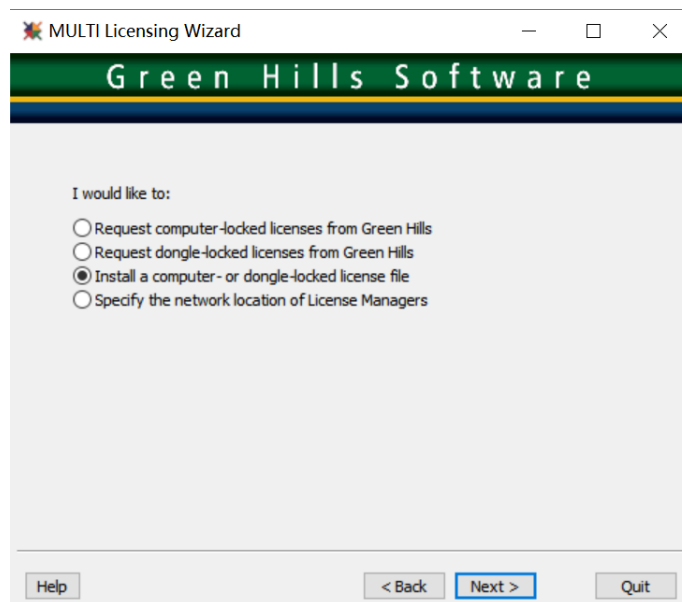 MULTI Licensing Wizard
Green Hills Software
I would like to:
Request computer-locked licenses from Green Hills
Request dongle-locked licenses from Green Hills
Install a computer- or dongle-locked license file
Specify the network location of License Managers
Help < Back Next > Quit